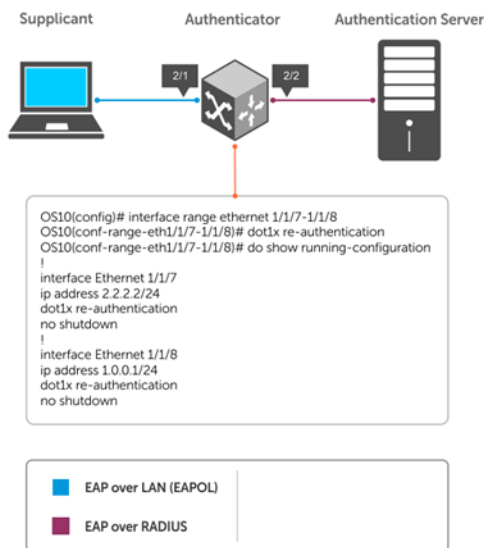 Supplicant Authenticator Authentication Server
2/1 2/2
OS10(config)# interface range ethernet 1/1/7-1/1/8
OS10(conf-range-eth1/1/7-1/1/8)# dot1x re-authentication
OS10(conf-range-eth1/1/7-1/1/8)# do show running-configuration
!
interface Ethernet 1/1/7
ip address 2.2.2.2/24
dot1x re-authentication
no shutdown
!
interface Ethernet 1/1/8
ip address 1.0.0.1/24
dot1x re-authentication
no shutdown
EAP over LAN (EAPOL)
EAP over RADIUS